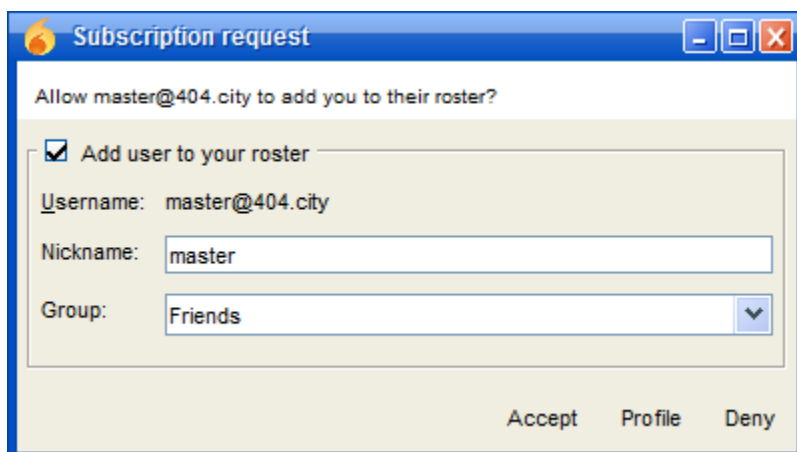 Subscription request
Allow master@404.city to add you to their roster?
Add user to your roster
Username: master@404.city
Nickname: master
Group: Friends
Accept Profile Deny